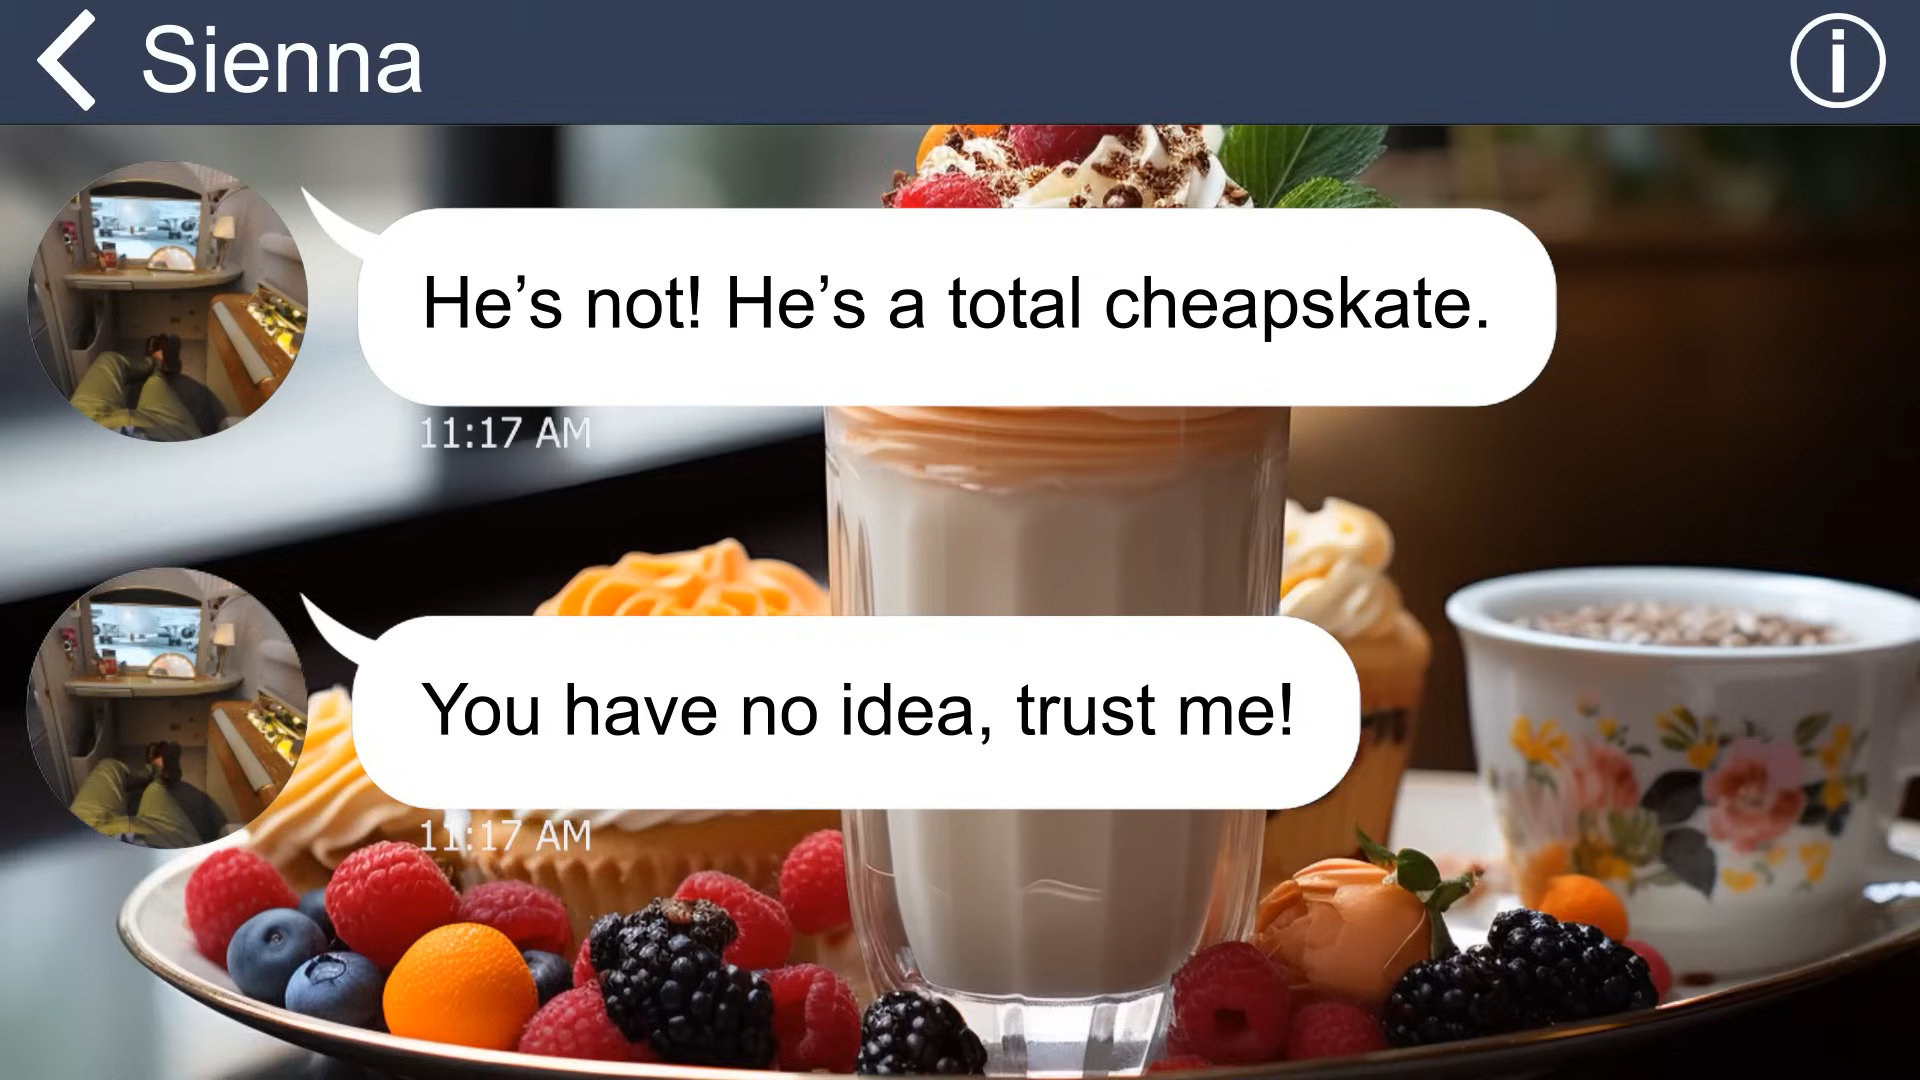 Sienna
He’s not! He’s a total cheapskate.
11:17 AM
You have no idea, trust me!
11:17 AM